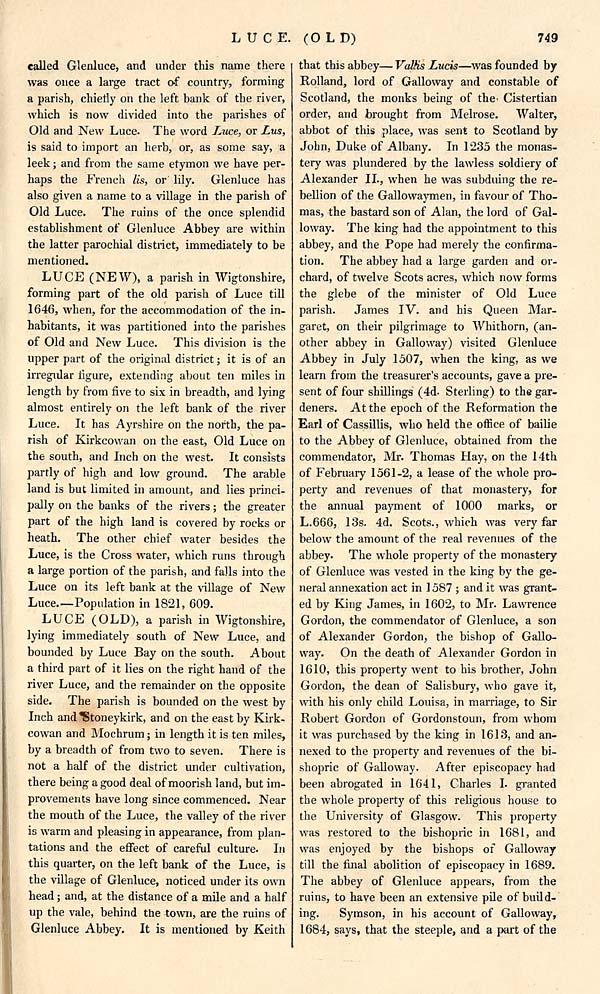 LUCE. (OLD)
749
called Glenluce, and under this name there
was once a large tract of country, forming
a parish, chiefly on the left bank of the river,
which is now divided into the parishes of
Old and New Luce. The word Luce, or Lus,
is said to import an herb, or, as some say, a
leek; and from the same etymon we have per-
haps the French lis, or lily. Glenluce has
also given a name to a village in the parish of
Old Luce. The ruins of the once splendid
establishment of Glenluce Abbey are within
the latter parochial district, immediately to be
mentioned.
LUCE (NEW), a parish in Wigtonshire,
forming part of the old parish of Luce till
1646, when, for the accommodation of the in-
habitants, it was partitioned into the parishes
of Old and New Luce. This division is the
upper part of the original district; it is of an
irregular figure, extending about ten miles in
length by from five to six in breadth, and lying
almost entirely on the left bank of the river
Luce. It has Ayrshire on the north, the pa-
rish of Kirkcowan on the east, Old Luce on
the south, and Inch on the west. It consists
partly of high and low ground. The arable
land is but limited in amount, and lies princi-
pally on the banks of the rivers; the greater
part of the high land is covered by rocks or
heath. The other chief water besides the
Luce, is the Cross water, which runs through
a large portion of the parish, and falls into the
Luce on its left bank at the village of New
Luce.—Population in 1821, 609.
LUCE (OLD), a parish in Wigtonshire,
lying immediately south of New Luce, and
bounded by Luce Bay on the south. About
a third part of it lies on the right hand of the
river Luce, and the remainder on the opposite
side. The parish is bounded on the west by
Inch and Stoneykirk, and on the east by Kirk-
cowan and Mochrum; in length it is ten miles,
by a breadth of from two to seven. There is
not a half of the district under cultivation,
there being a good deal of moorish land, but im-
provements have long since commenced. Near
the mouth of the Luce, the valley of the river
is warm and pleasing in appearance, from plan-
tations and the effect of careful culture. In
this quarter, on the left bank of the Luce, is
the village of Glenluce, noticed under its own
head; and, at the distance of a mile and a half
up the vale, behind the town, are the ruins of
Glenluce Abbey. It is mentioned by Keith
that this abbey—Vallis Lucis—was founded by
Rolland, lord of Galloway and constable of
Scotland, the monks being of the Cistertian
order, and brought from Melrose. Walter,
abbot of this place, was sent to Scotland by
John, Duke of Albany. In 1235 the monas-
tery was plundered by the lawless soldiery of
Alexander II., when he was subduing the re-
bellion of the Gallowaymen, in favour of Tho-
mas, the bastard son of Alan, the lord of Gal-
loway. The king had the appointment to this
abbey, and the Pope had merely the confirma-
tion. The abbey had a large garden and or-
chard, of twelve Scots acres, which now forms
the glebe of the minister of Old Luce
parish. James IV. and his Queen Mar-
garet, on their pilgrimage to Whithorn, (an-
other abbey in Galloway) visited Glenluce
Abbey in July 1507, when the king, as we
learn from the treasurer's accounts, gave a pre-
sent of four shillings (4d. Sterling) to the gar-
deners. At the epoch of the Reformation the
Earl of Cassillis, who held the office of bailie
to the Abbey of Glenluce, obtained from the
commendator, Mr. Thomas Hay, on the 14th
of February 1561-2, a lease of the whole pro-
perty and revenues of that monastery, for
the annual payment of 1000 marks, or
L.666, 13s. 4d. Scots., which was very far
below the amount of the real revenues of the
abbey. The whole property of the monastery
of Glenluce was vested in the king by the ge-
neral annexation act in 1587; and it was grant-
ed by King James, in 1602, to Mr. Lawrence
Gordon, the commendator of Glenluce, a son
of Alexander Gordon, the bishop of Gallo-
way. On the death of Alexander Gordon in
1610, this property went to his brother, John
Gordon, the dean of Salisbury, who gave it,
with his only child Louisa, in marriage, to Sir
Robert Gordon of Gordonstoun, from whom
it was purchased by the king in 1613, and an-
nexed to the property and revenues of the bi-
shopric of Galloway. After episcopacy had
been abrogated in 1641, Charles I. granted
the whole property of this religious house to
the University of Glasgow. This property
was restored to the bishopric in 1681, and
was enjoyed by the bishops of Galloway
till the final abolition of episcopacy in 1689.
The abbey of Glenluce appears, from the
ruins, to have been an extensive pile of build-
ing. Symson, in his account of Galloway,
1684, says, that the steeple, and a part of the